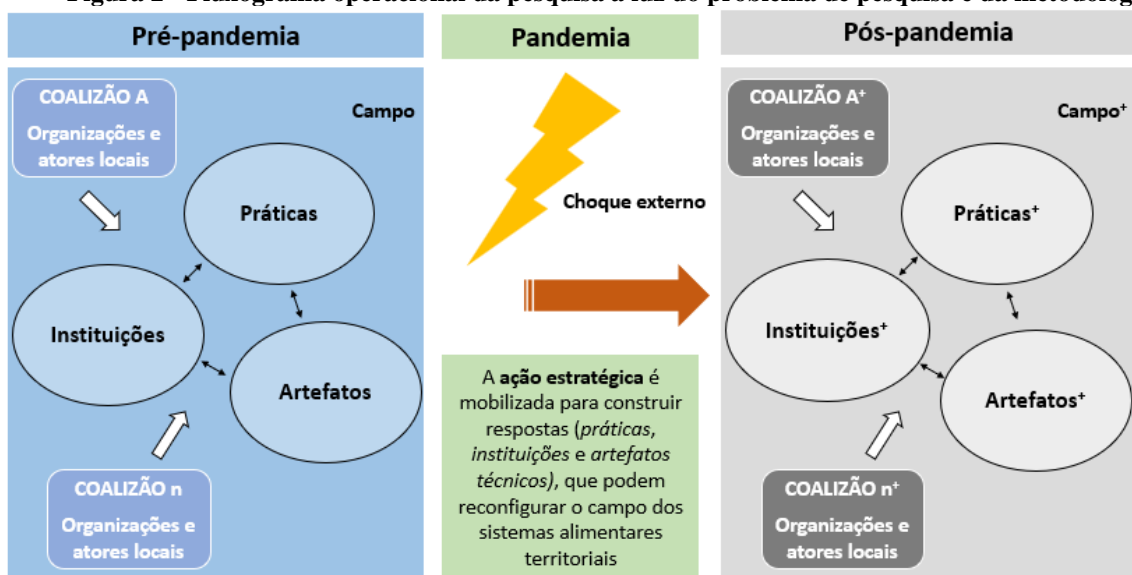 Pré-pandemia
Pandemia
Pós-pandemia
COALIZÃO A
Organizações e
atores locais
Campo
Práticas
Instituições
Artefatos
COALIZÃO n
Organizações e
atores locais
Choque externo
A ação estratégica é
mobilizada para construir
respostas (práticas,
instituições e artefatos
técnicos), que podem
reconfigurar o campo dos
sistemas alimentares
territoriais
COALIZÃO A⁺
Organizações e
atores locais
Campo⁺
Práticas⁺
Instituições⁺
Artefatos⁺
COALIZÃO n⁺
Organizações e
atores locais